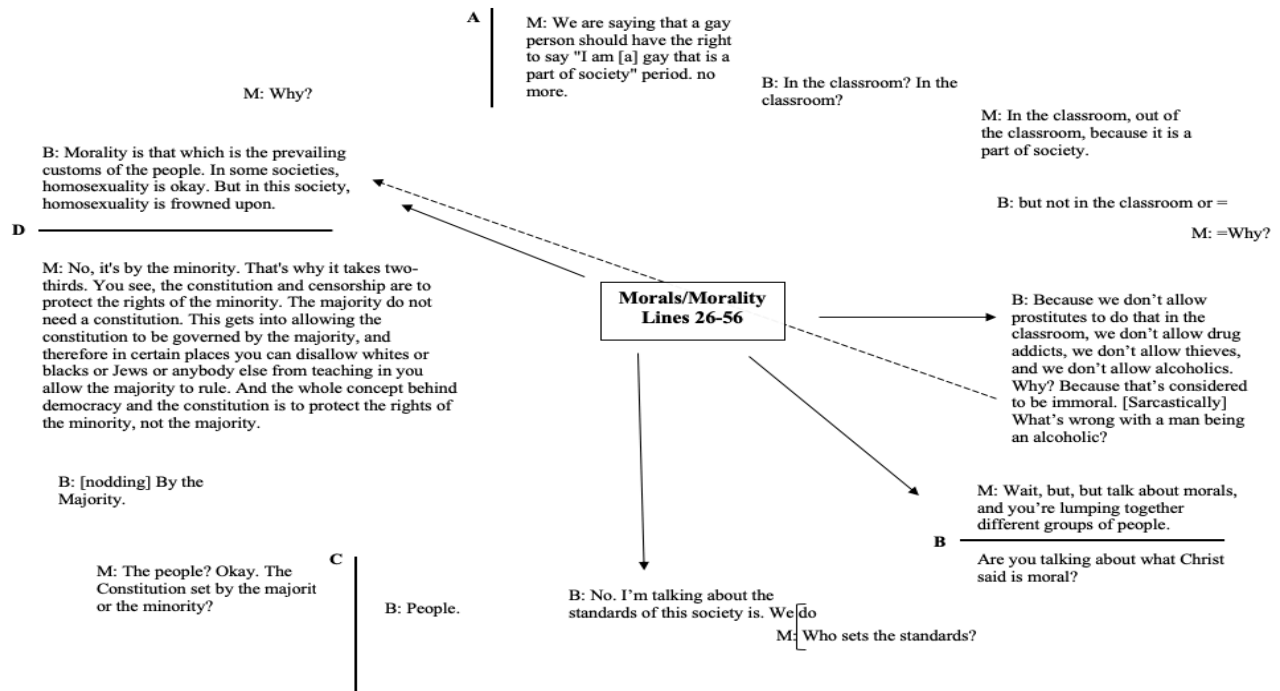 A
M: We are saying that a gay
person should have the right
to say "I am [a] gay that is a
part of society" period. no
more.
B: In the classroom? In the
classroom?
M: In the classroom, out of
the classroom, because it is a
part of society.
B: but not in the classroom or =
M: =Why?
B: Because we don’t allow
prostitutes to do that in the
classroom, we don’t allow drug
addicts, we don’t allow thieves,
and we don’t allow alcoholics.
Why? Because that’s considered
to be immoral. [Sarcastically]
What’s wrong with a man being
an alcoholic?
M: Wait, but, but talk about morals,
and you’re lumping together
different groups of people.
B
Are you talking about what Christ
said is moral?
B: No. I’m talking about the
standards of this society is. We do
M: Who sets the standards?
B: People.
C
M: The people? Okay. The
Constitution set by the majorit
or the minority?
B: [nodding] By the
Majority.
M: No, it's by the minority. That's why it takes two-
thirds. You see, the constitution and censorship are to
protect the rights of the minority. The majority do not
need a constitution. This gets into allowing the
constitution to be governed by the majority, and
therefore in certain places you can disallow whites or
blacks or Jews or anybody else from teaching in you
allow the majority to rule. And the whole concept behind
democracy and the constitution is to protect the rights of
the minority, not the majority.
D
B: Morality is that which is the prevailing
customs of the people. In some societies,
homosexuality is okay. But in this society,
homosexuality is frowned upon.
M: Why?
Morals/Morality
Lines 26-56